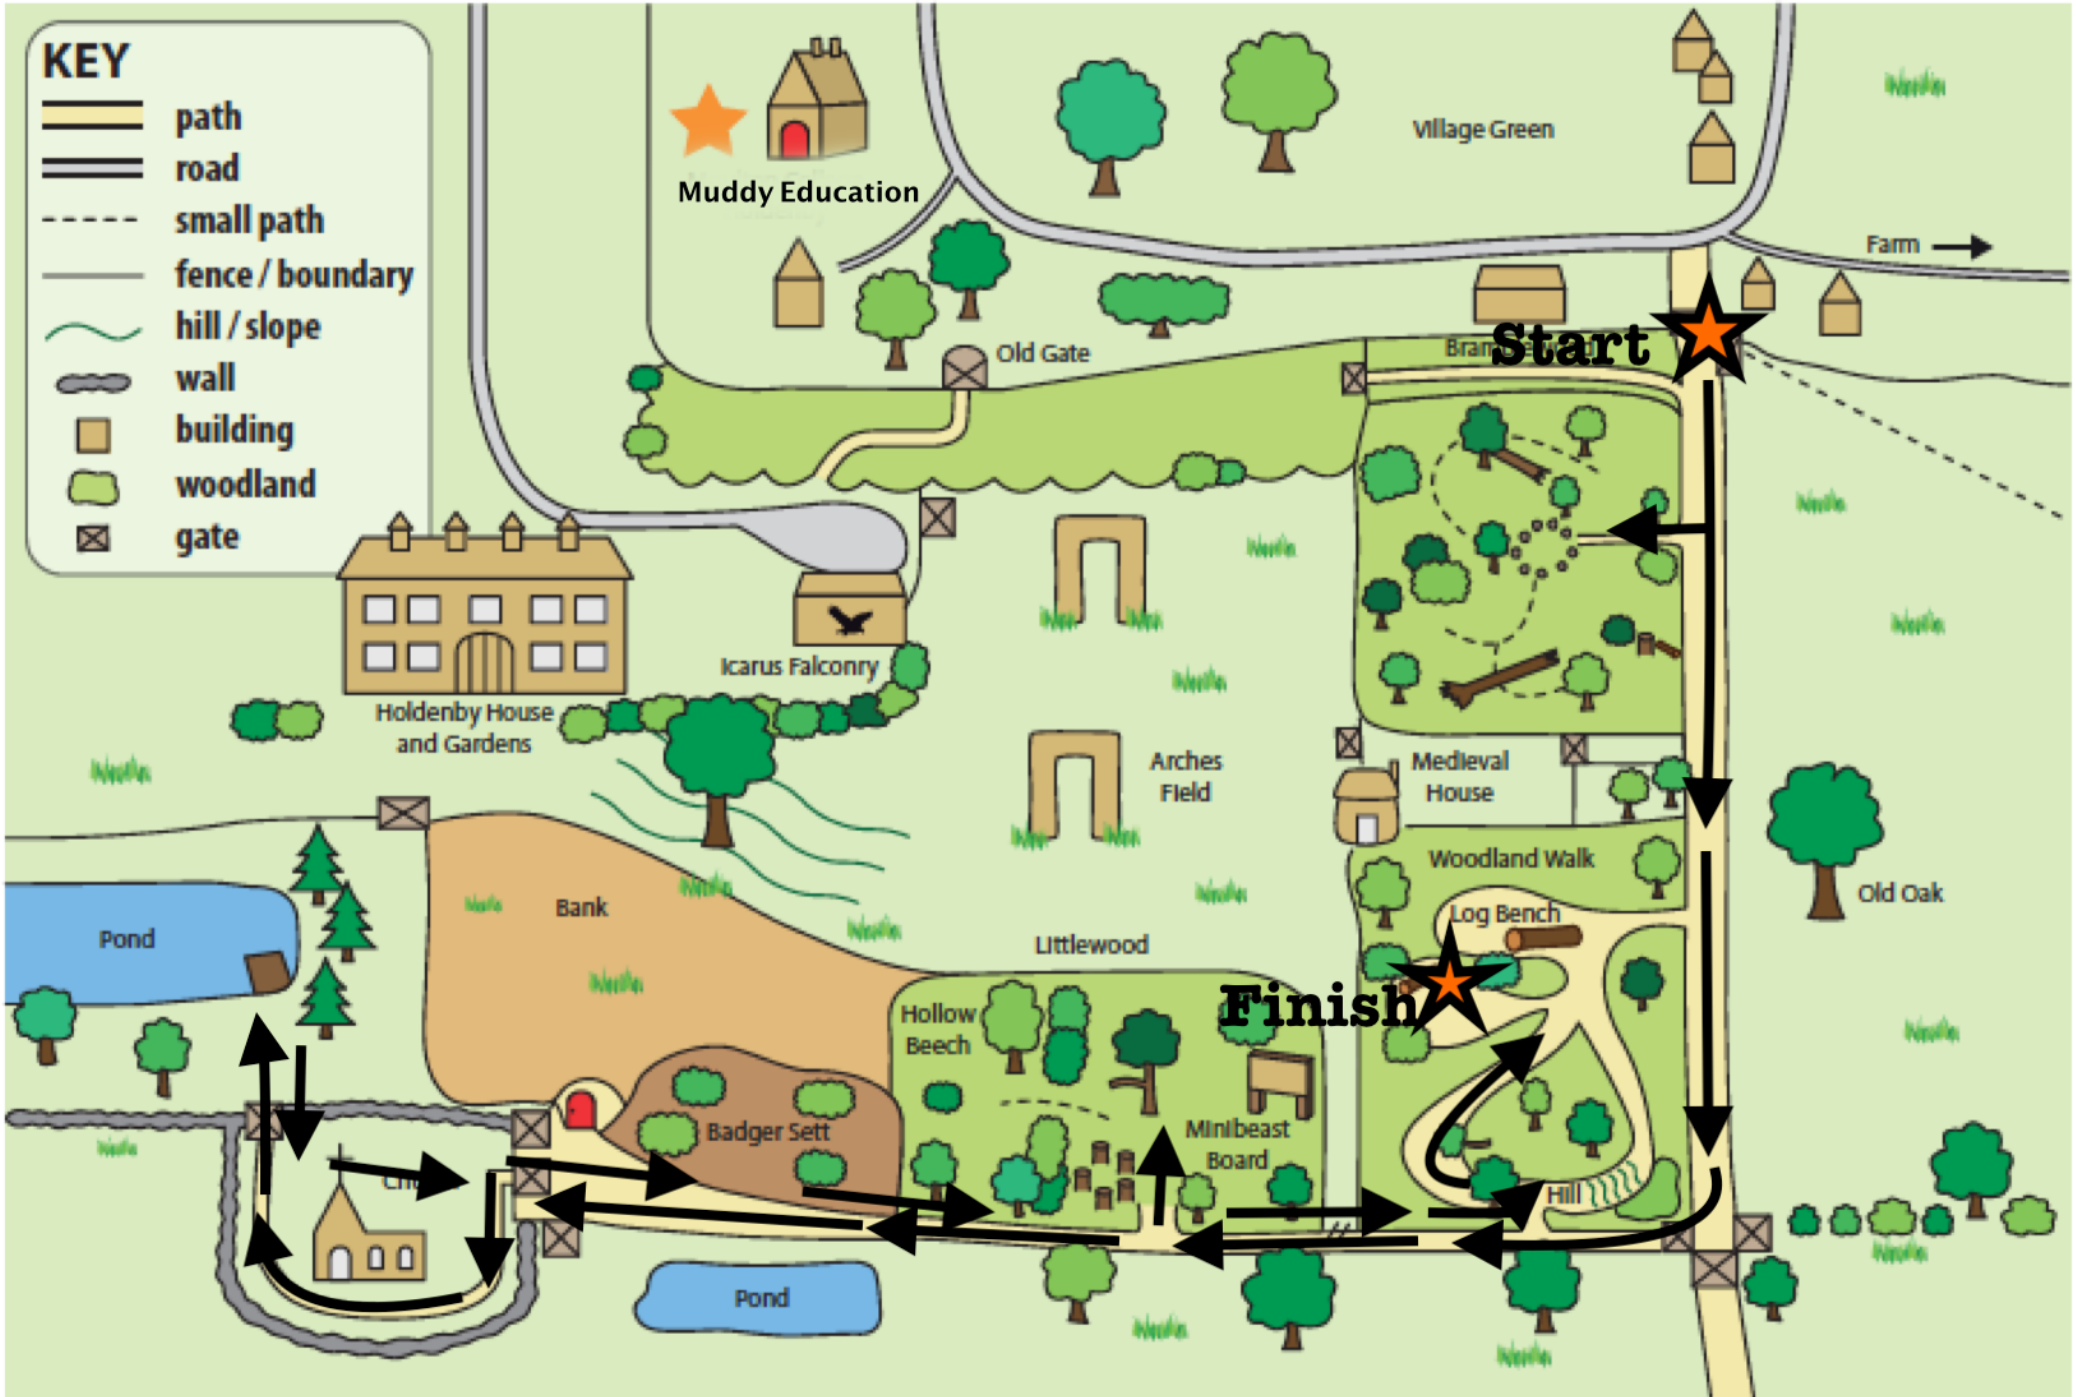 KEY
path
road
small path
fence / boundary
hill / slope
wall
building
woodland
gate
Muddy Education
Village Green
Farm
Old Gate
Start
Icarus Falconry
Holdenby House
and Gardens
Arches
Field
Medieval
House
Woodland Walk
Log Bench
Old Oak
Bank
Pond
Littlewood
Finish
Hollow
Beech
Badger Sett
Minibeast
Board
Hill
Pond